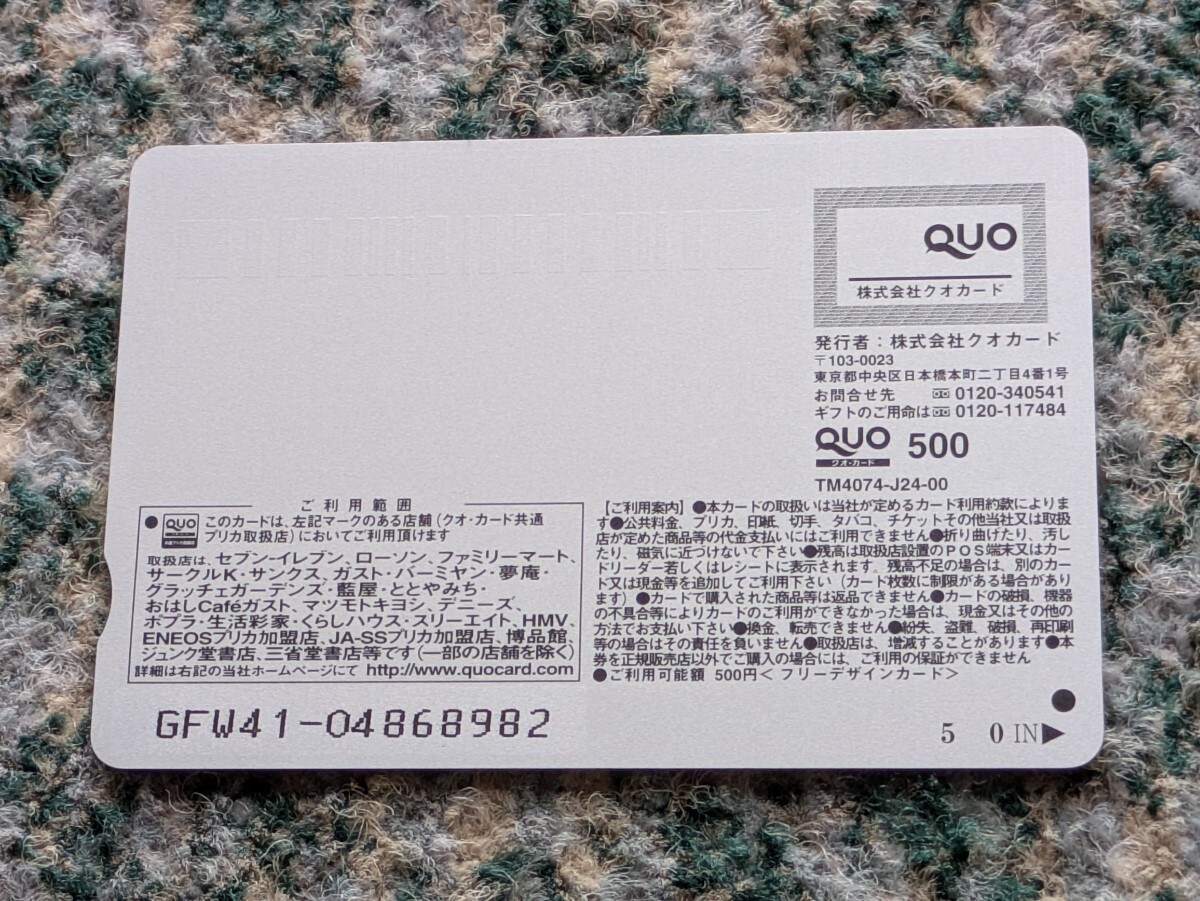 QUO
株式会社クオカード
発行者：株式会社クオカード
〒103-0023
東京都中央区日本橋本町二丁目4番1号
お問合せ先 0120-340541
ギフトのご用命は 0120-117484
QUO 500
クオ・カード
TM4074-J24-00
ご利用範囲
●QUO このカードは、左記マークのある店舗（クオ・カード共通
プリカ取扱店）においてご利用頂けます
取扱店は、セブン-イレブン、ローソン、ファミリーマート、
サークルK・サンクス、ガスト・バーミヤン・夢庵・
グラッチェガーデンズ・藍屋・ととやみち・
おはしCaféガスト、マツモトキヨシ、デニーズ、
ポプラ・生活彩家・くらしハウス・スリーエイト、HMV、
ENEOSプリカ加盟店、JA-SSプリカ加盟店、博品館、
ジュンク堂書店、三省堂書店等です（一部の店舗を除く）
詳細は右記の当社ホームページにて http://www.quocard.com
【ご利用案内】●本カードの取扱いは当社が定めるカード利用約款によりま
す●公共料金、プリカ、印紙、切手、タバコ、チケットその他当社又は取扱
店が定めた商品等の代金支払いにはご利用できません●折り曲げたり、汚し
たり、磁気に近づけないで下さい●残高は取扱店設置のPOS端末又はカー
ドリーダー若しくはレシートに表示されます。残高不足の場合は、別のカー
ド又は現金等を追加してご利用下さい（カード枚数に制限がある場合があり
ます）●カードで購入された商品等は返品できません●カードの破損、機器
の不具合等によりカードのご利用ができなかった場合は、現金又はその他の
方法でお支払い下さい●換金、転売できません●紛失、盗難、破損、再印刷
等の場合はその責任を負いません●取扱店は、増減することがあります●本
券を正規販売店以外でご購入の場合には、ご利用の保証ができません
●ご利用可能額 500円＜フリーデザインカード＞
GFW41-04868982
5 0 IN▶